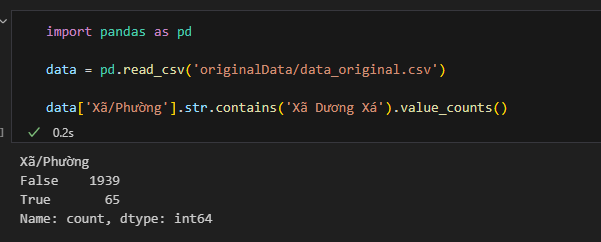 import pandas as pd
data = pd.read_csv('originalData/data_original.csv')
data['Xã/Phường'].str.contains('Xã Dương Xá').value_counts()
]
0.2s
Xã/Phường
False    1939
True       65
Name: count, dtype: int64